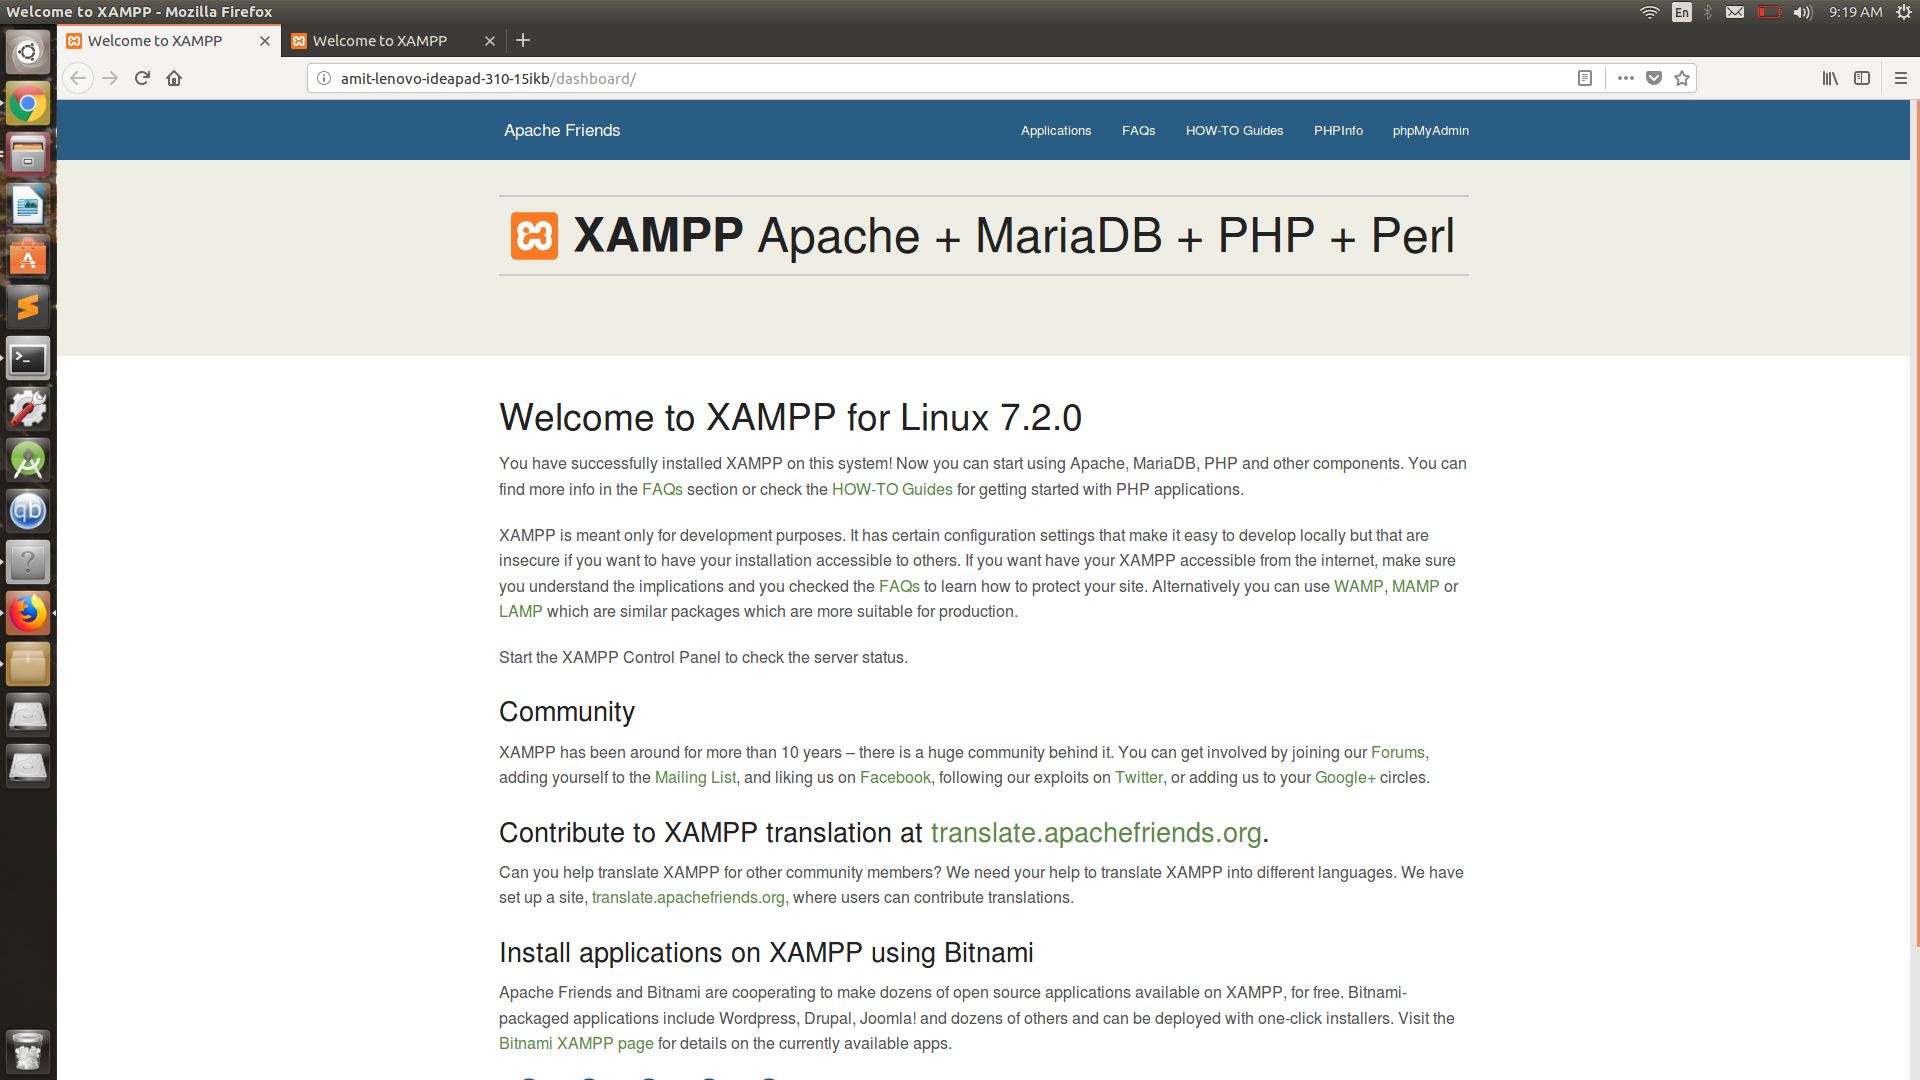 Welcome to XAMPP - Mozilla Firefox
En
9:19 AM
Welcome to XAMPP
Welcome to XAMPP
amit-lenovo-ideapad-310-15ikb/dashboard/
Apache Friends
Applications
FAQs
HOW-TO Guides
PHPInfo
phpMyAdmin
XAMPP Apache + MariaDB + PHP + Perl
Welcome to XAMPP for Linux 7.2.0
You have successfully installed XAMPP on this system! Now you can start using Apache, MariaDB, PHP and other components. You can
find more info in the FAQs section or check the HOW-TO Guides for getting started with PHP applications.
XAMPP is meant only for development purposes. It has certain configuration settings that make it easy to develop locally but that are
insecure if you want to have your installation accessible to others. If you want have your XAMPP accessible from the internet, make sure
you understand the implications and you checked the FAQs to learn how to protect your site. Alternatively you can use WAMP, MAMP or
LAMP which are similar packages which are more suitable for production.
Start the XAMPP Control Panel to check the server status.
Community
XAMPP has been around for more than 10 years – there is a huge community behind it. You can get involved by joining our Forums,
adding yourself to the Mailing List, and liking us on Facebook, following our exploits on Twitter, or adding us to your Google+ circles.
Contribute to XAMPP translation at translate.apachefriends.org.
Can you help translate XAMPP for other community members? We need your help to translate XAMPP into different languages. We have
set up a site, translate.apachefriends.org, where users can contribute translations.
Install applications on XAMPP using Bitnami
Apache Friends and Bitnami are cooperating to make dozens of open source applications available on XAMPP, for free. Bitnami-
packaged applications include Wordpress, Drupal, Joomla! and dozens of others and can be deployed with one-click installers. Visit the
Bitnami XAMPP page for details on the currently available apps.
qb